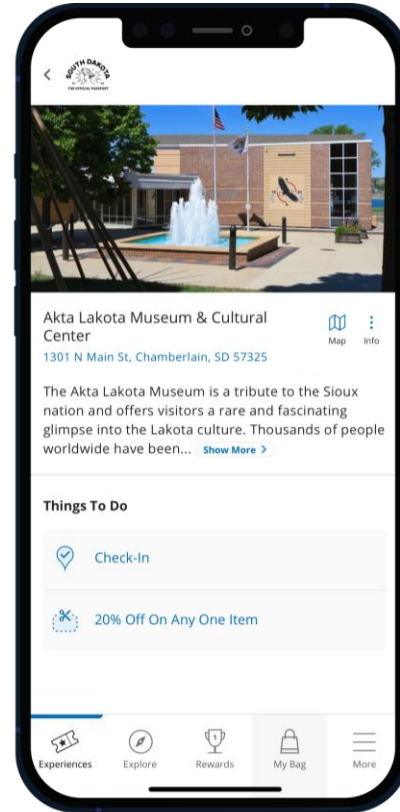 SOUTH DAKOTA
THE OFFICIAL PASSPORT
Akta Lakota Museum & Cultural
Center
Map
Info
1301 N Main St, Chamberlain, SD 57325
The Akta Lakota Museum is a tribute to the Sioux
nation and offers visitors a rare and fascinating
glimpse into the Lakota culture. Thousands of people
worldwide have been... Show More >
Things To Do
Check-In
20% Off On Any One Item
1
Experiences
Explore
Rewards
My Bag
More